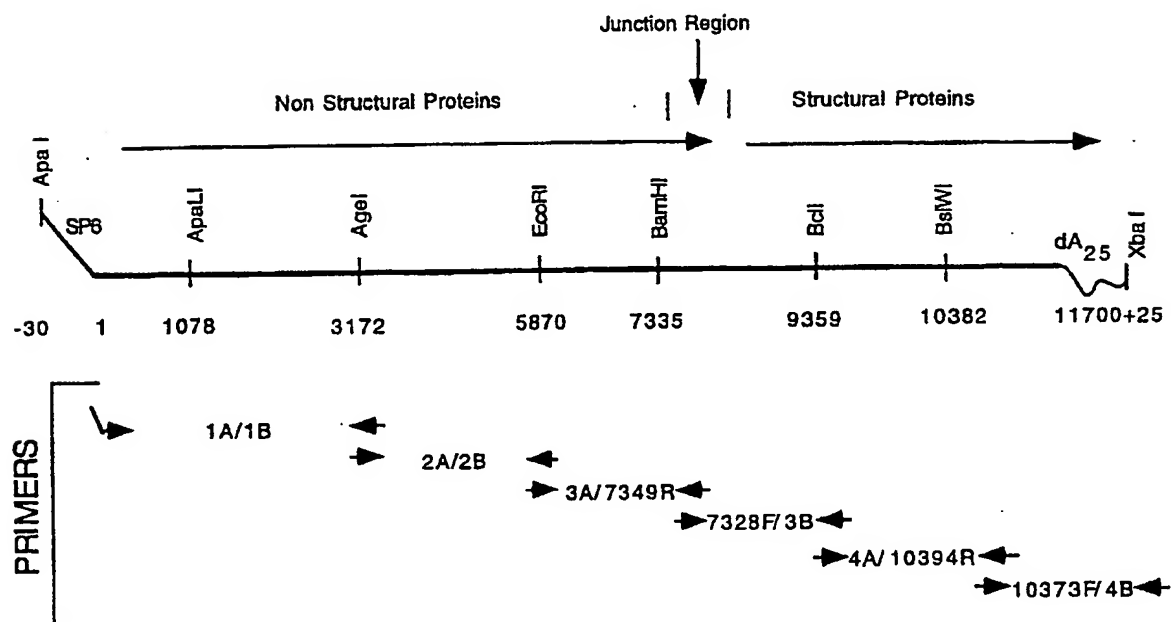 Junction Region
Non Structural Proteins
Structural Proteins
Apa I
SP6
ApaLI
AgeI
EcoRI
BamHI
BclI
BsiWI
dA25
Xba I
-30 1 1078 3172 5870 7335 9359 10382 11700+25
PRIMERS
1A/1B
2A/2B
3A/7349R
7328F/3B
4A/10394R
10373F/4B